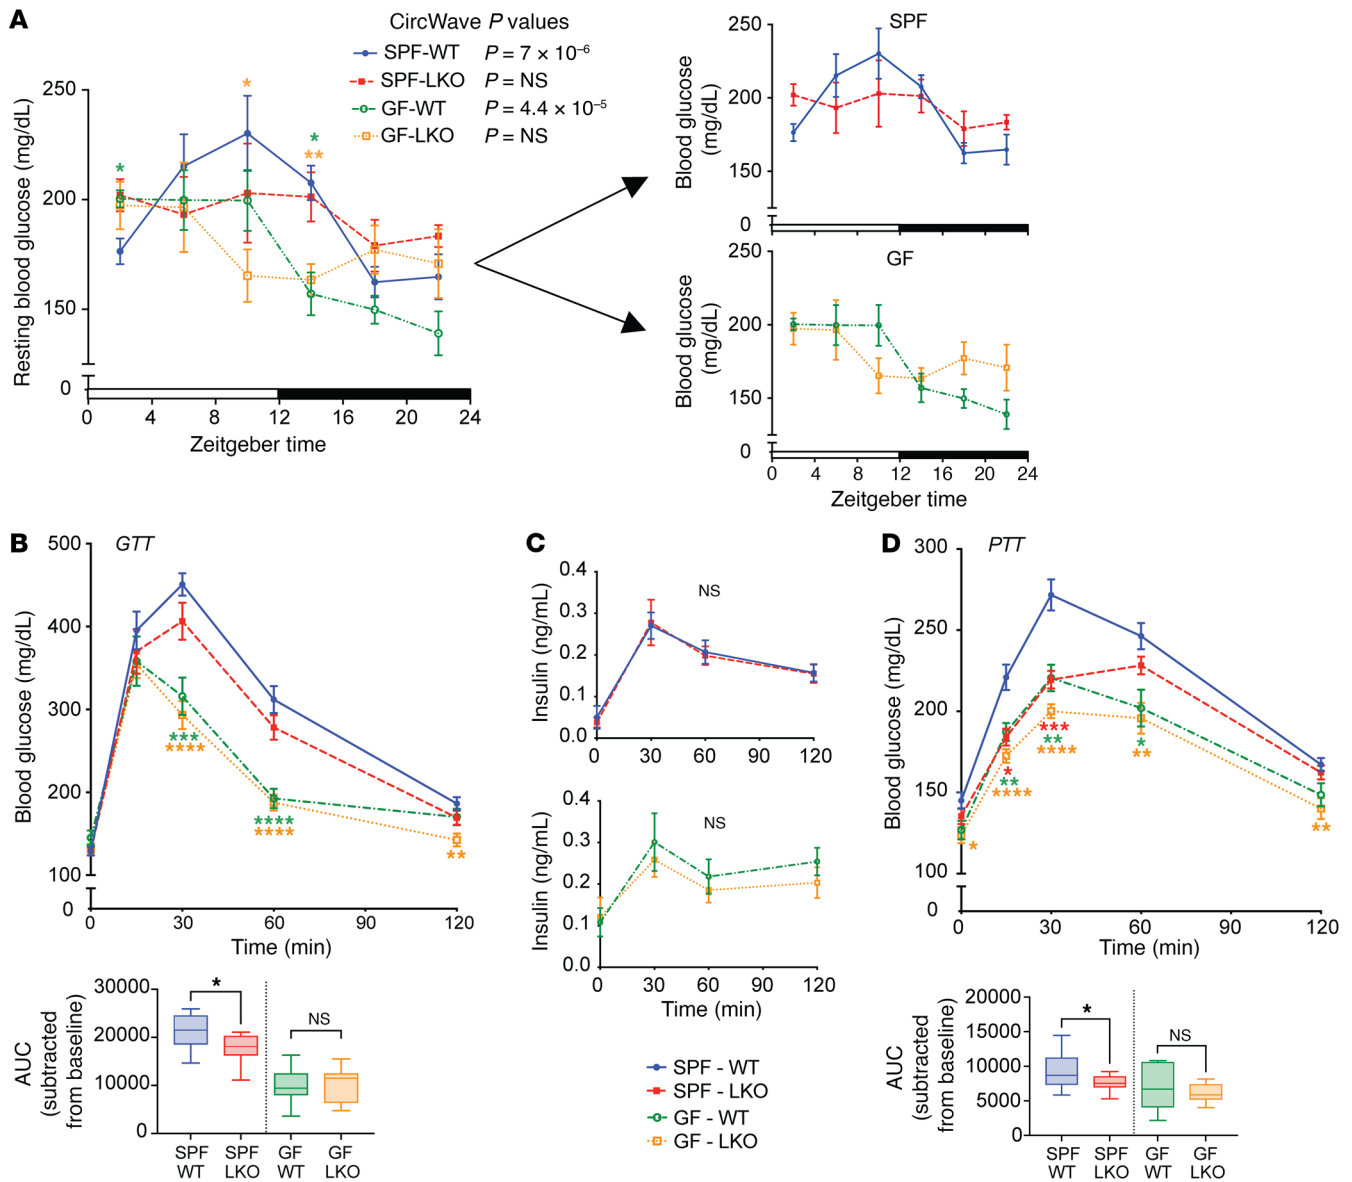 A
CircWave P values
SPF-WT P = 7 × 10⁻⁶
SPF-LKO P = NS
GF-WT P = 4.4 × 10⁻⁵
GF-LKO P = NS
Resting blood glucose (mg/dL)
250
200
150
0
*
*
*
**
0 4 8 12 16 20 24
Zeitgeber time
SPF
Blood glucose
(mg/dL)
250
200
150
0
GF
Blood glucose
(mg/dL)
250
200
150
0
0 4 8 12 16 20 24
Zeitgeber time
B
GTT
Blood glucose (mg/dL)
500
400
300
200
100
0
***
****
****
****
**
0 30 60 90 120
Time (min)
AUC
(subtracted
from baseline)
30000
20000
10000
0
*
NS
SPF SPF GF GF
WT LKO WT LKO
C
Insulin (ng/mL)
0.4
0.3
0.2
0.1
0.0
NS
0 30 60 90 120
Insulin (ng/mL)
0.4
0.3
0.2
0.1
0.0
NS
0 30 60 90 120
Time (min)
SPF - WT
SPF - LKO
GF - WT
GF - LKO
D
PTT
Blood glucose (mg/dL)
300
250
200
150
100
0
*
*
**
****
***
**
****
*
**
**
0 30 60 90 120
Time (min)
AUC
(subtracted
from baseline)
20000
15000
10000
5000
0
*
NS
SPF SPF GF GF
WT LKO WT LKO